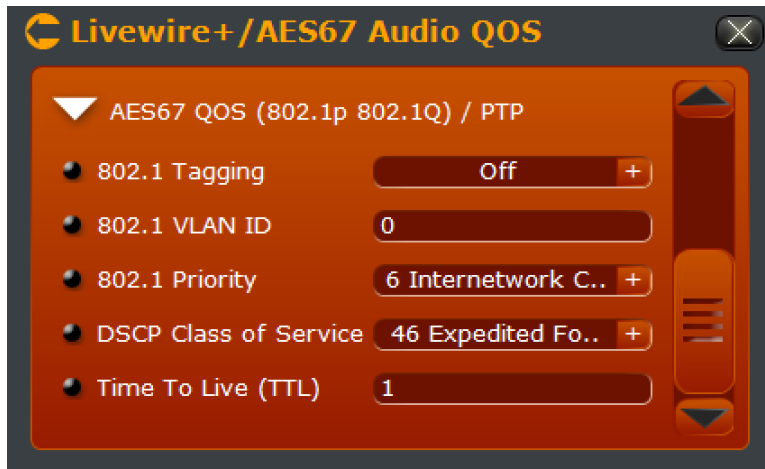 Livewire+/AES67 Audio QOS
AES67 QOS (802.1p 802.1Q) / PTP
802.1 Tagging Off +
802.1 VLAN ID 0
802.1 Priority 6 Internetwork C.. +
DSCP Class of Service 46 Expedited Fo.. +
Time To Live (TTL) 1